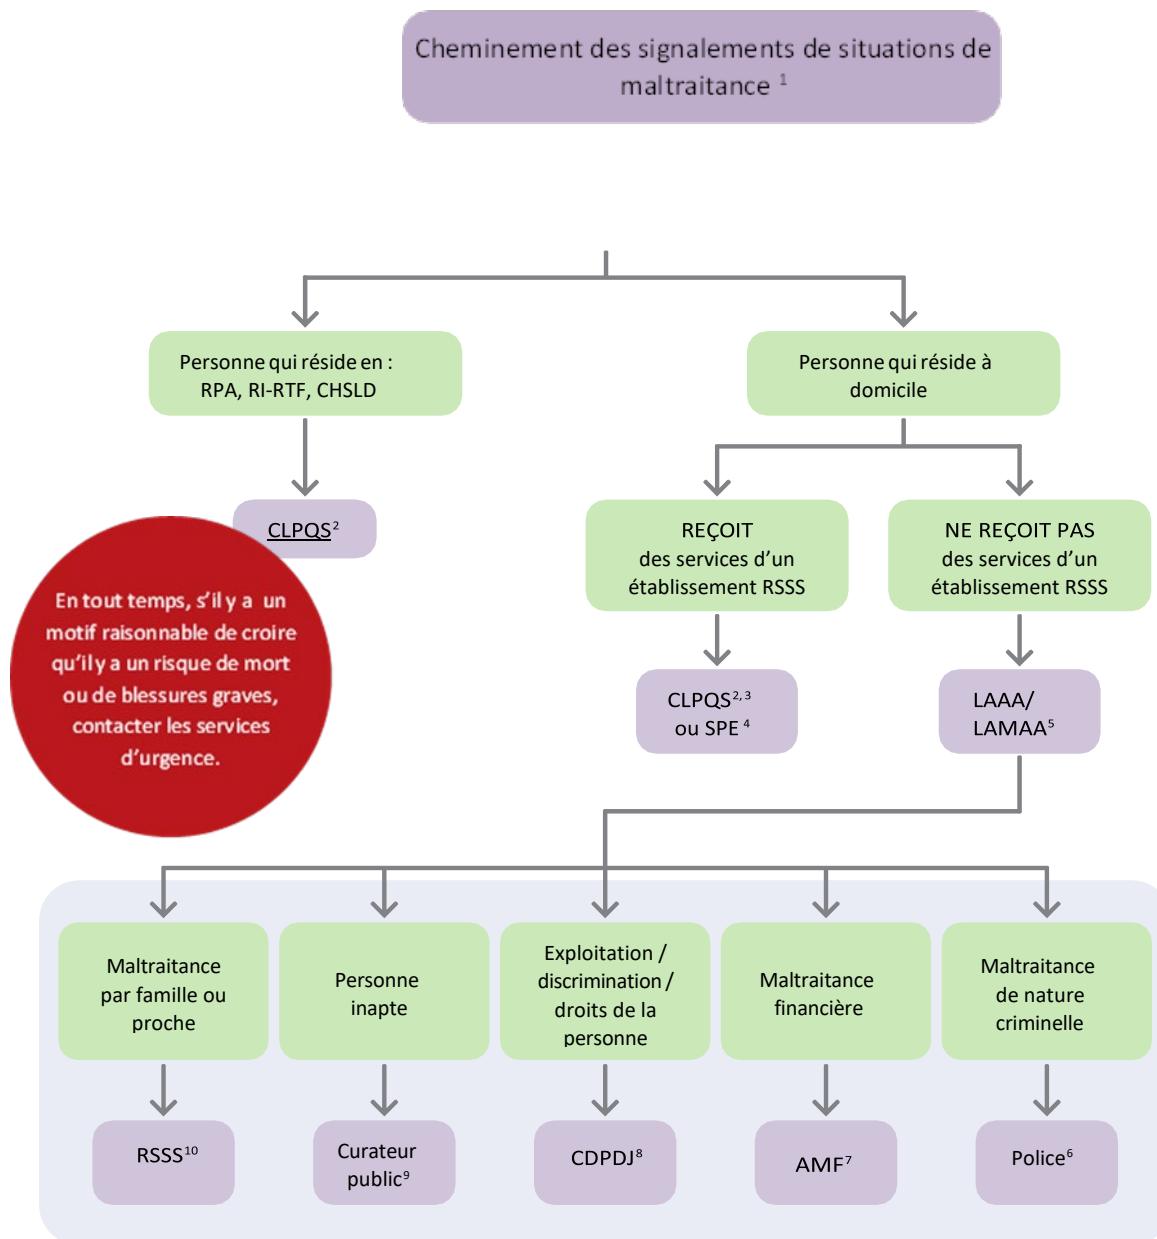 Cheminement des signalements de situations de
maltraitance 1
Personne qui réside en :
RPA, RI-RTF, CHSLD
Personne qui réside à
domicile
CLPQS2
REÇOIT
des services d’un
établissement RSSS
NE REÇOIT PAS
des services d’un
établissement RSSS
En tout temps, s’il y a un
motif raisonnable de croire
qu’il y a un risque de mort
ou de blessures graves,
contacter les services
d’urgence.
CLPQS2, 3
ou SPE 4
LAAA/
LAMAA5
Maltraitance
par famille ou
proche
Personne
inapte
Exploitation /
discrimination /
droits de la
personne
Maltraitance
financière
Maltraitance
de nature
criminelle
RSSS10
Curateur
public9
CDPDJ8
AMF7
Police6